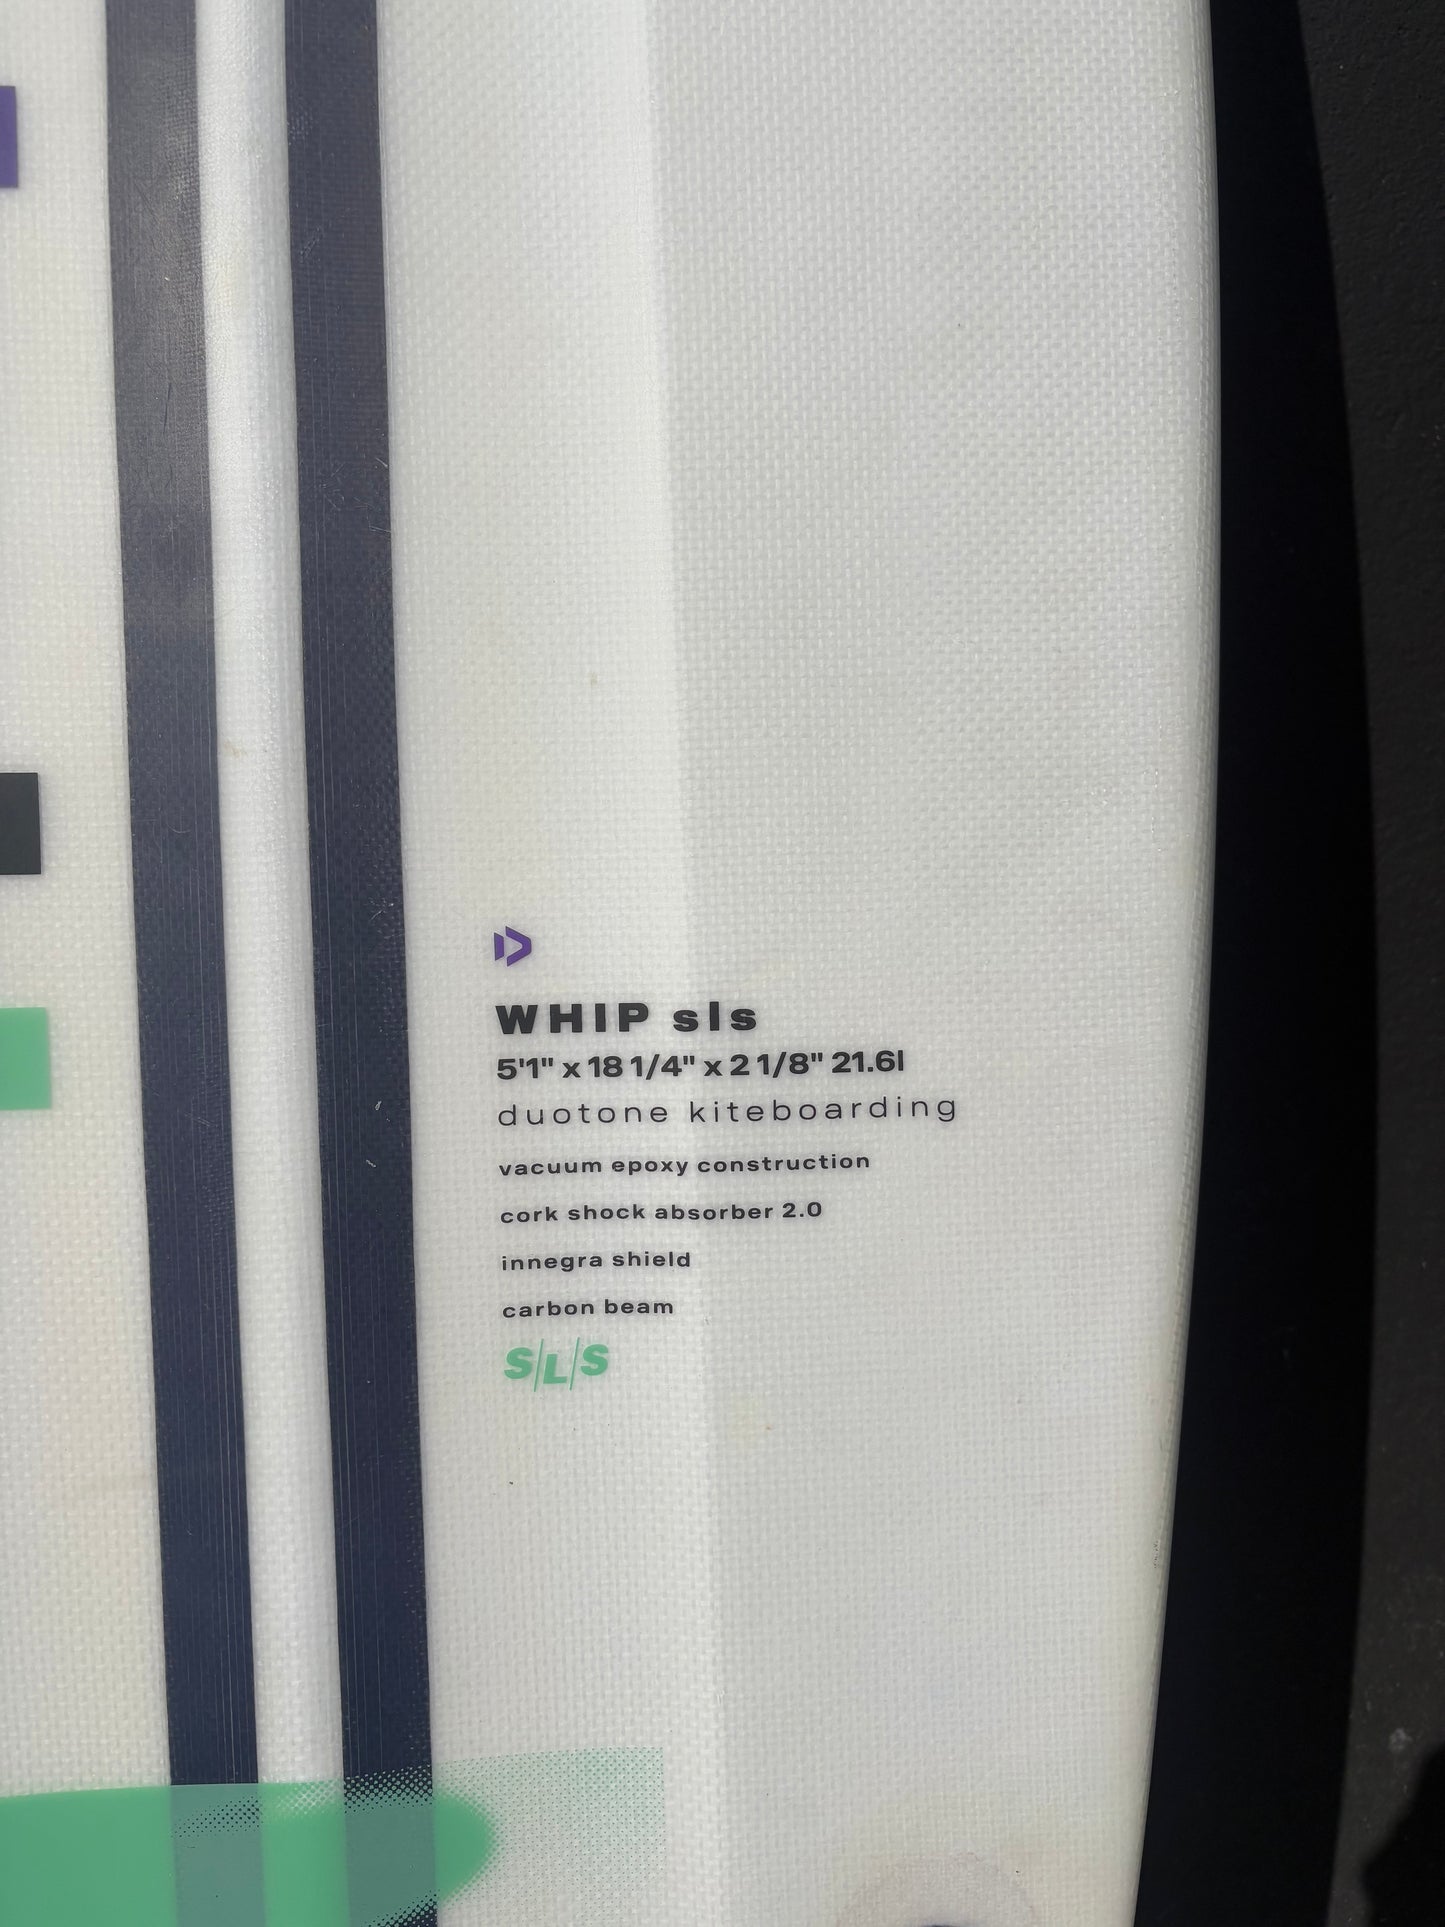 WHIP sls
5'1" x 18 1/4" x 2 1/8" 21.6l
duotone kiteboarding
vacuum epoxy construction
cork shock absorber 2.0
innegra shield
carbon beam
S/L/S